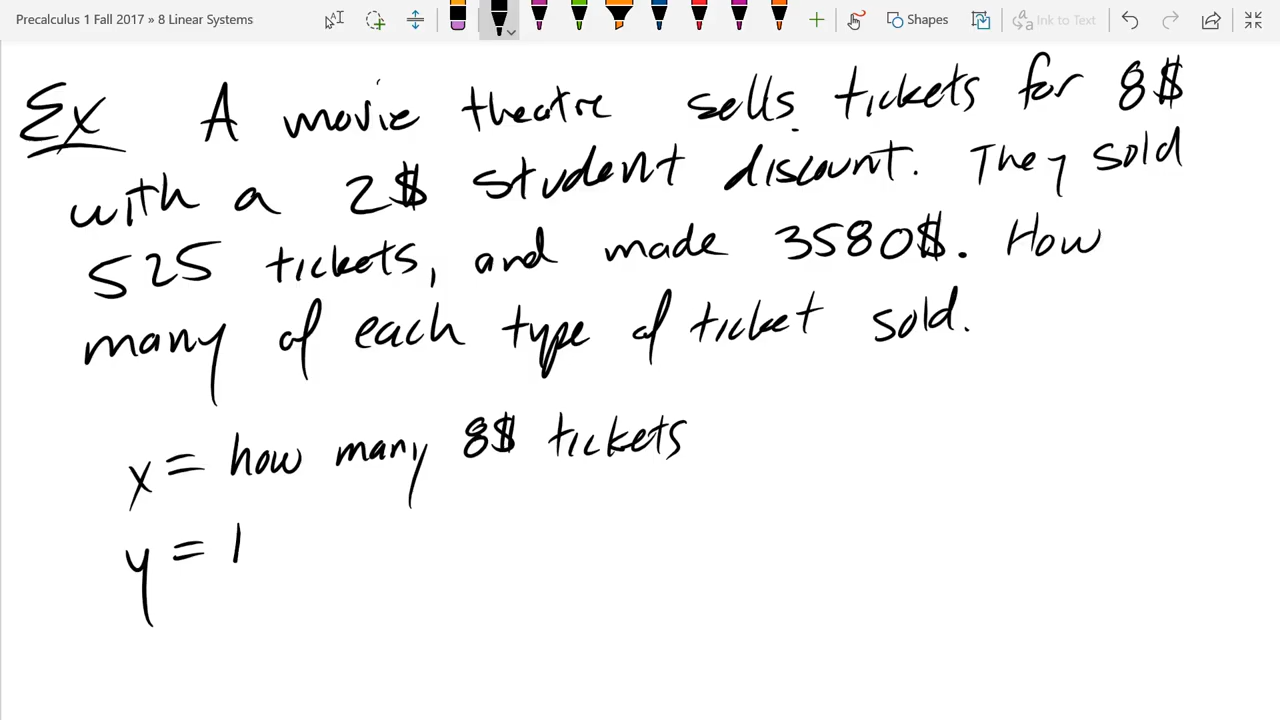 Precalculus 1 Fall 2017 » 8 Linear Systems
Shapes
Ink to Text
Ex A movie theatre sells tickets for 8$
with a 2$ student discount. They sold
525 tickets, and made 3580$. How
many of each type of ticket sold.
x = how many 8$ tickets
y = l